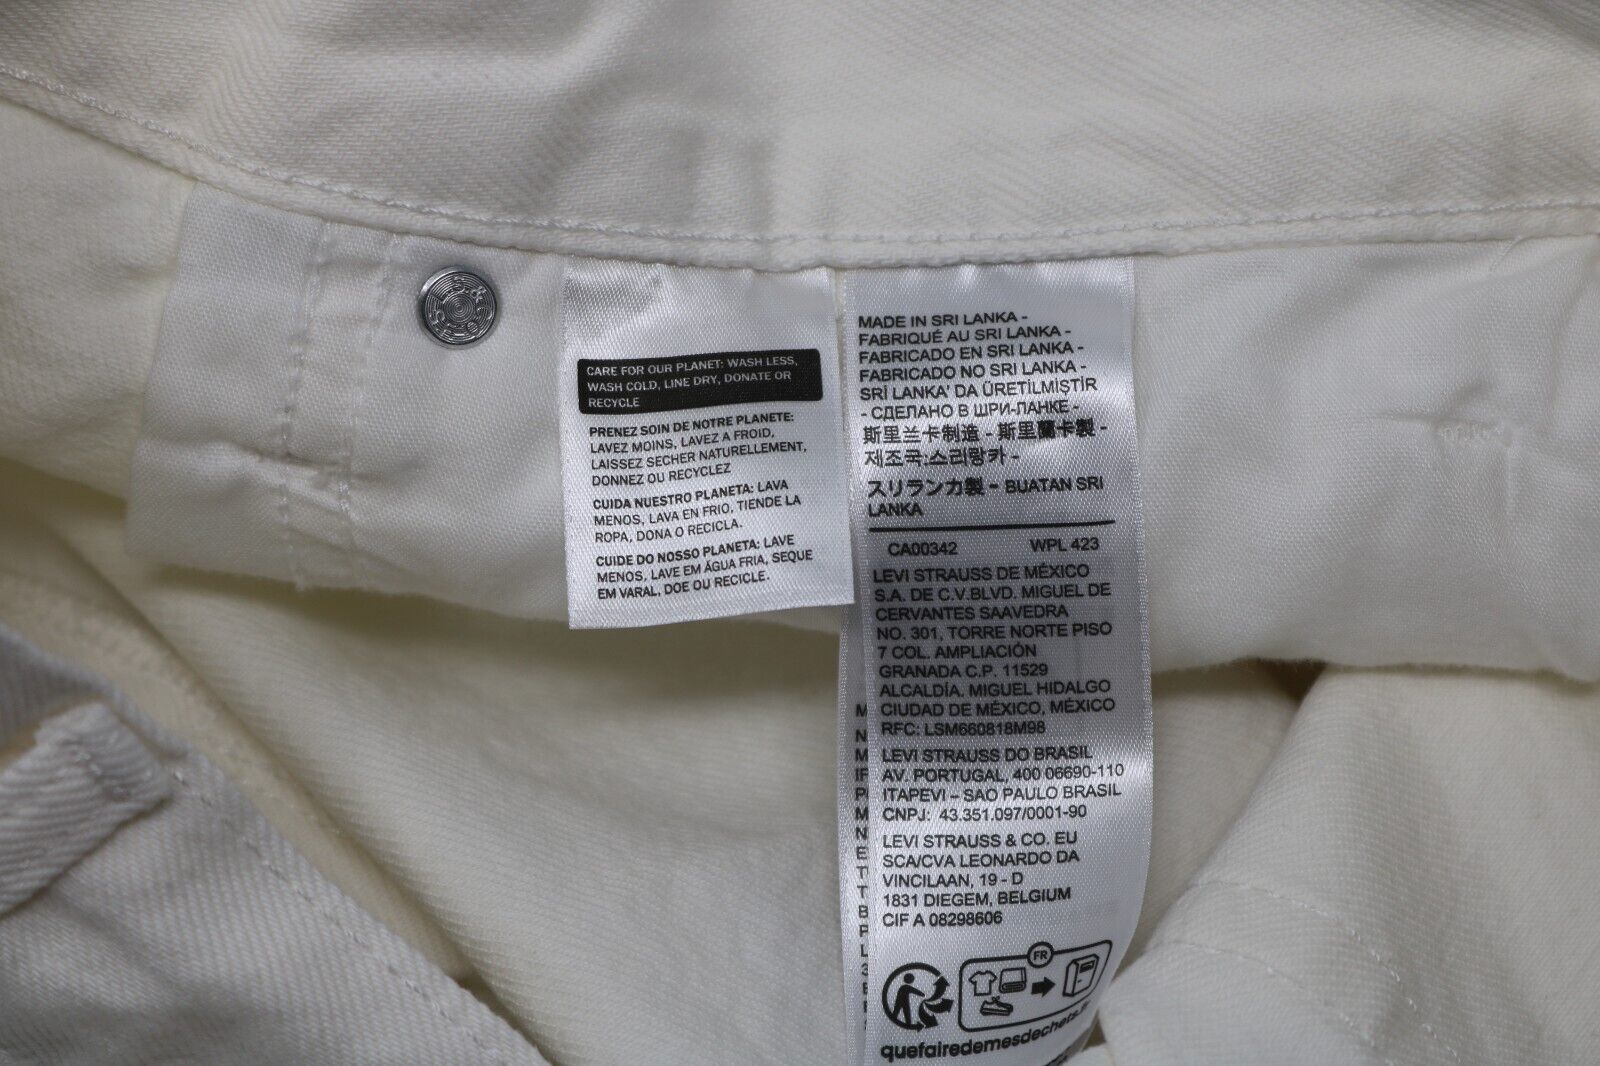 CARE FOR OUR PLANET: WASH LESS,
WASH COLD, LINE DRY, DONATE OR
RECYCLE
PRENEZ SOIN DE NOTRE PLANETE:
LAVEZ MOINS, LAVEZ A FROID,
LAISSEZ SECHER NATURELLEMENT,
DONNEZ OU RECYCLEZ
CUIDA NUESTRO PLANETA: LAVA
MENOS, LAVA EN FRIO, TIENDE LA
ROPA, DONA O RECICLA.
CUIDE DO NOSSO PLANETA: LAVE
MENOS, LAVE EM ÁGUA FRIA, SEQUE
EM VARAL, DOE OU RECICLE.
MADE IN SRI LANKA -
FABRIQUÉ AU SRI LANKA -
FABRICADO EN SRI LANKA -
FABRICADO NO SRI LANKA -
SRİ LANKA' DA ÜRETİLMİŞTİR
- СДЕЛАНО В ШРИ-ЛАНКЕ -
斯里兰卡制造 - 斯里蘭卡製 -
제조국:스리랑카 -
スリランカ製 - BUATAN SRI
LANKA
CA00342 WPL 423
LEVI STRAUSS DE MÉXICO
S.A. DE C.V.BLVD. MIGUEL DE
CERVANTES SAAVEDRA
NO. 301, TORRE NORTE PISO
7 COL. AMPLIACIÓN
GRANADA C.P. 11529
ALCALDÍA. MIGUEL HIDALGO
CIUDAD DE MÉXICO, MÉXICO
RFC: LSM660818M98
LEVI STRAUSS DO BRASIL
AV. PORTUGAL, 400 06690-110
ITAPEVI – SAO PAULO BRASIL
CNPJ: 43.351.097/0001-90
LEVI STRAUSS & CO. EU
SCA/CVA LEONARDO DA
VINCILAAN, 19 - D
1831 DIEGEM, BELGIUM
CIF A 08298606
FR
quefairedemesdechets.fr